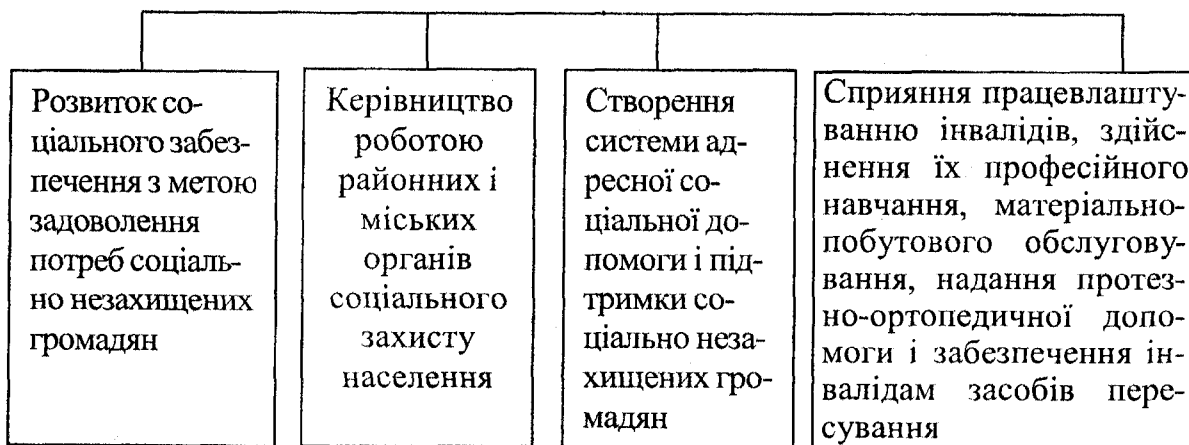 Розвиток со-
ціального забез-
печення з метою
задоволення
потреб соціаль-
но незахищених
громадян
Керівництво
роботою
районних і
міських
органів
соціального
захисту
населення
Створення
системи ад-
ресної со-
ціальної до-
помоги і під-
тримки со-
ціально неза-
хищених гро-
мадян
Сприяння працевлашту-
ванню інвалідів, здійс-
нення їх професійного
навчання, матеріально-
побутового обслугову-
вання, надання протез-
но-ортопедичної допо-
моги і забезпечення ін-
валідам засобів пере-
сування